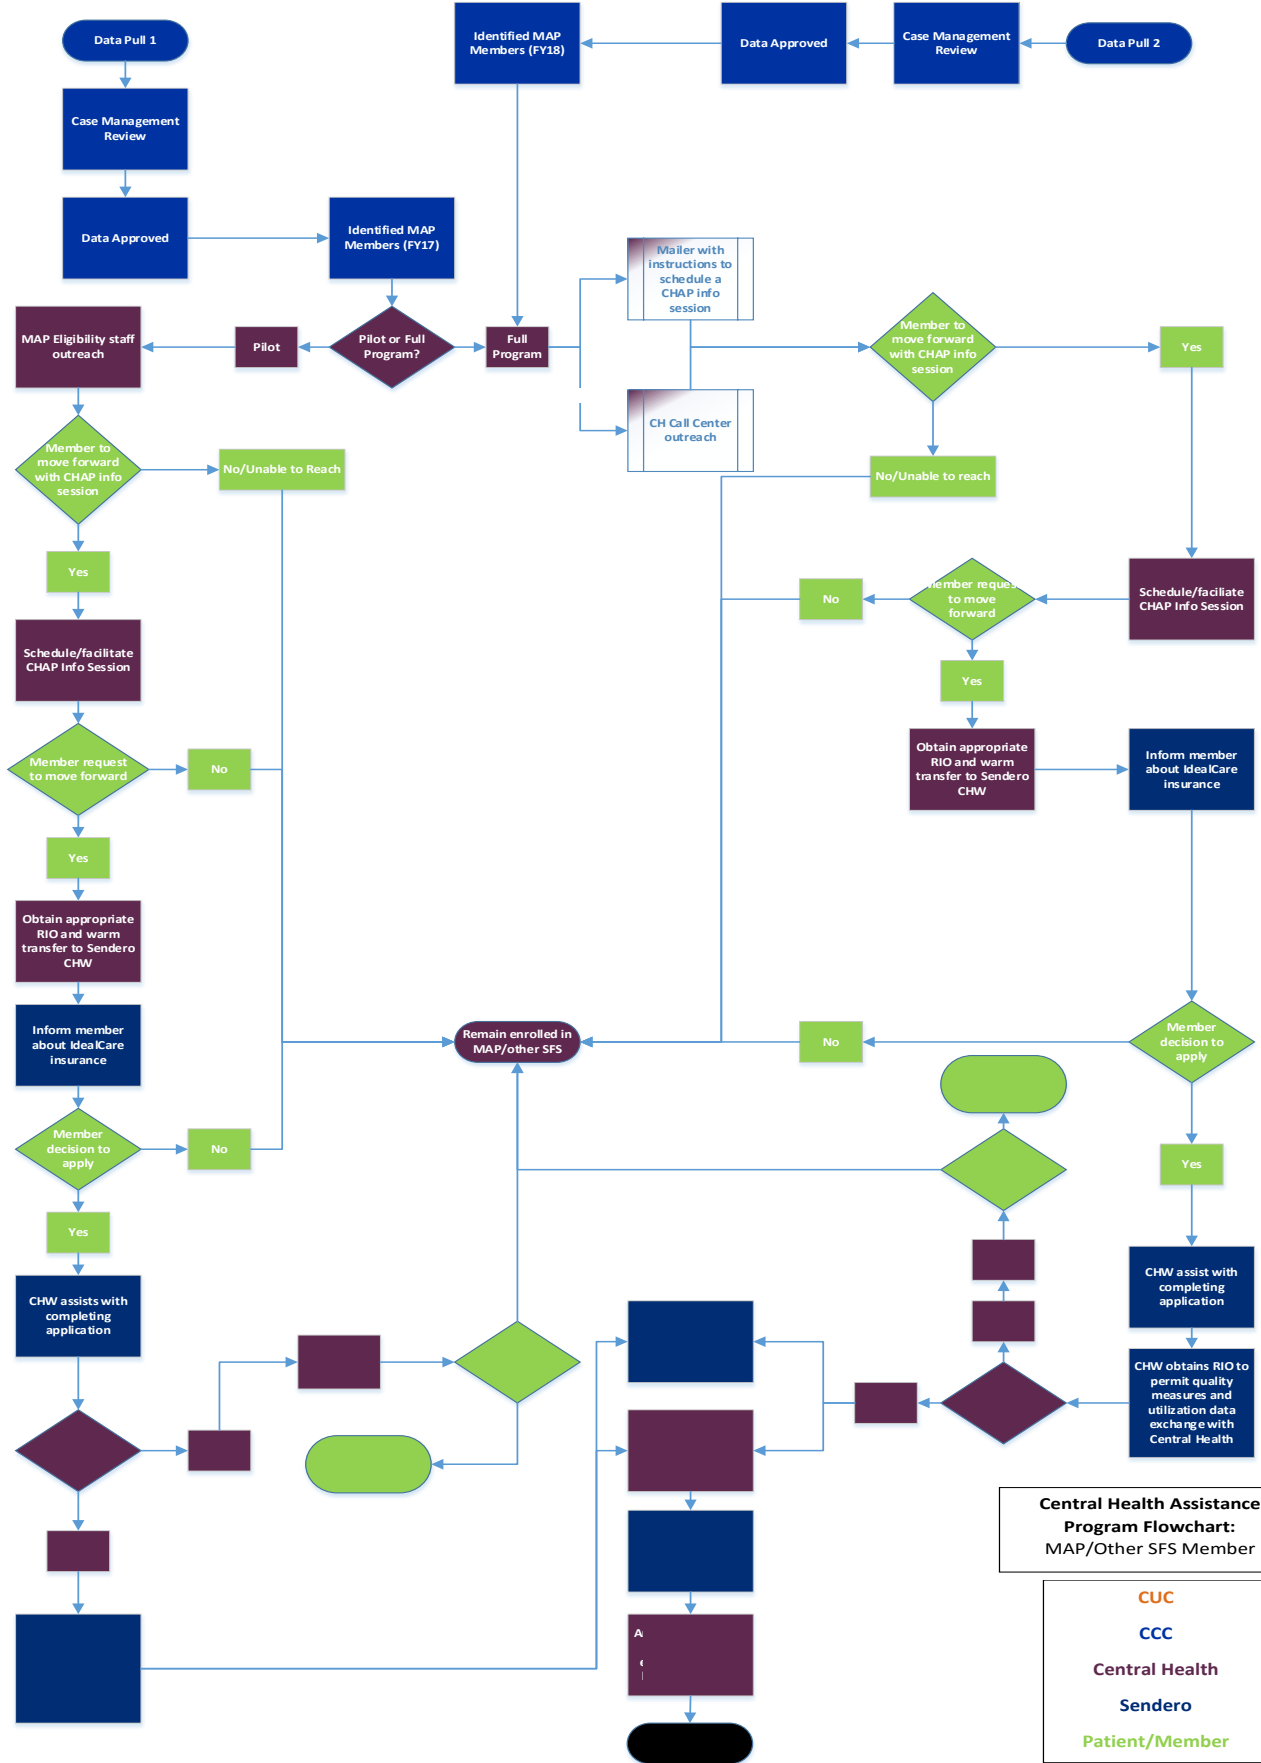 Data Pull 1
Identified MAP
Members (FY18)
Data Approved
Case Management
Review
Data Pull 2
Case Management
Review
Data Approved
Identified MAP
Members (FY17)
Mailer with
instructions to
schedule a
CHAP info
session
MAP Eligibility staff
outreach
Pilot
Pilot or Full
Program?
Full
Program
Member to
move forward
with CHAP info
session
Yes
CH Call Center
outreach
Member to
move forward
with CHAP info
session
No/Unable to Reach
No/Unable to reach
Yes
No
Member request
to move
forward
Schedule/faciliate
CHAP Info Session
Schedule/facilitate
CHAP Info Session
Yes
Member request
to move forward
No
Obtain appropriate
RIO and warm
transfer to Sendero
CHW
Inform member
about IdealCare
insurance
Yes
Obtain appropriate
RIO and warm
transfer to Sendero
CHW
Inform member
about IdealCare
insurance
Remain enrolled in
MAP/other SFS
No
Member
decision to
apply
Member
decision to
apply
No
Yes
Yes
CHW assists with
completing
application
CHW assist with
completing
application
CHW obtains RIO to
permit quality
measures and
utilization data
exchange with
Central Health
Central Health Assistance
Program Flowchart:
MAP/Other SFS Member
CUC
CCC
Central Health
Sendero
Patient/Member